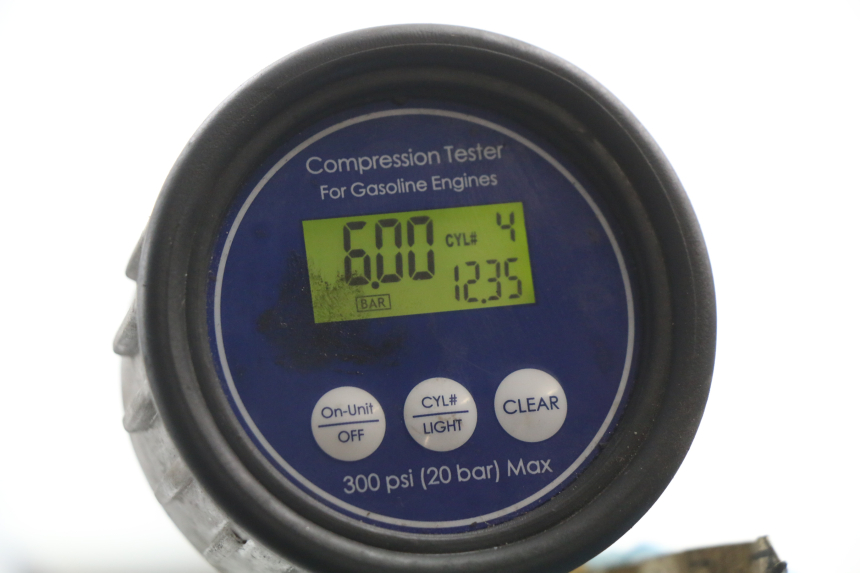 Compression Tester
For Gasoline Engines
6.00 CYL# 4
BAR 12.35
On-Unit CYL# CLEAR
OFF LIGHT
300 psi (20 bar) Max